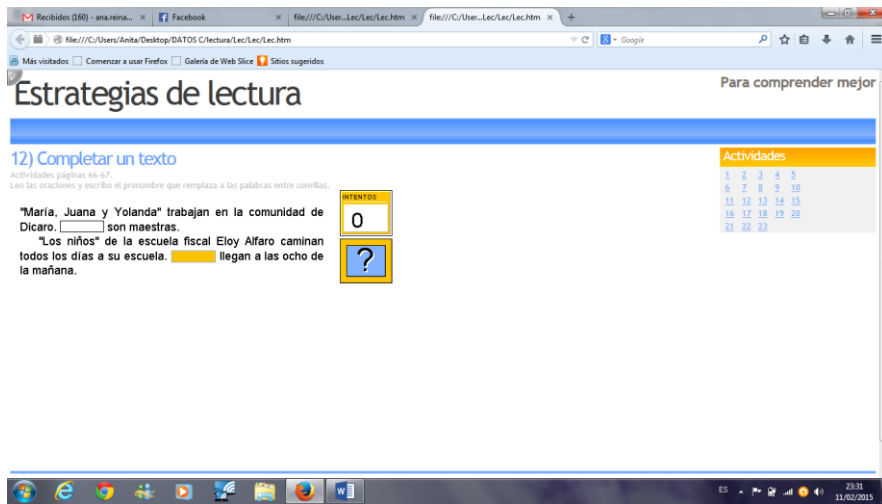 Recibidos (160) - ana.reina... ×
Facebook ×
file:///C:/User...Lec/Lec/Lec.htm ×
file:///C:/User...Lec/Lec/Lec.htm ×
file:///C:/Users/Anita/Desktop/DATOS C/lectura/Lec/Lec.htm
Google
Más visitados
Comenzar a usar Firefox
Galería de Web Slice
Sitios sugeridos
Estrategias de lectura
Para comprender mejor
12) Completar un texto
Actividades páginas 66-67.
Leo las oraciones y escribo el pronombre que remplaza a las palabras entre comillas.
"María, Juana y Yolanda" trabajan en la comunidad de
Dicaro. son maestras.
"Los niños" de la escuela fiscal Eloy Alfaro caminan
todos los días a su escuela. llegan a las ocho de
la mañana.
INTENTOS
0
?
Actividades
1 2 3 4 5
6 7 8 9 10
11 12 13 14 15
16 17 18 19 20
21 22 23
ES
23:31
11/02/2015